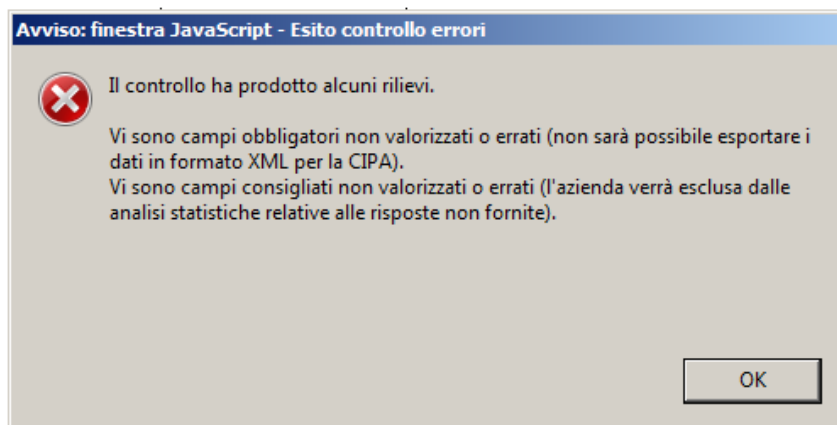 Avviso: finestra JavaScript - Esito controllo errori
Il controllo ha prodotto alcuni rilievi.
Vi sono campi obbligatori non valorizzati o errati (non sarà possibile esportare i
dati in formato XML per la CIPA).
Vi sono campi consigliati non valorizzati o errati (l'azienda verrà esclusa dalle
analisi statistiche relative alle risposte non fornite).
OK